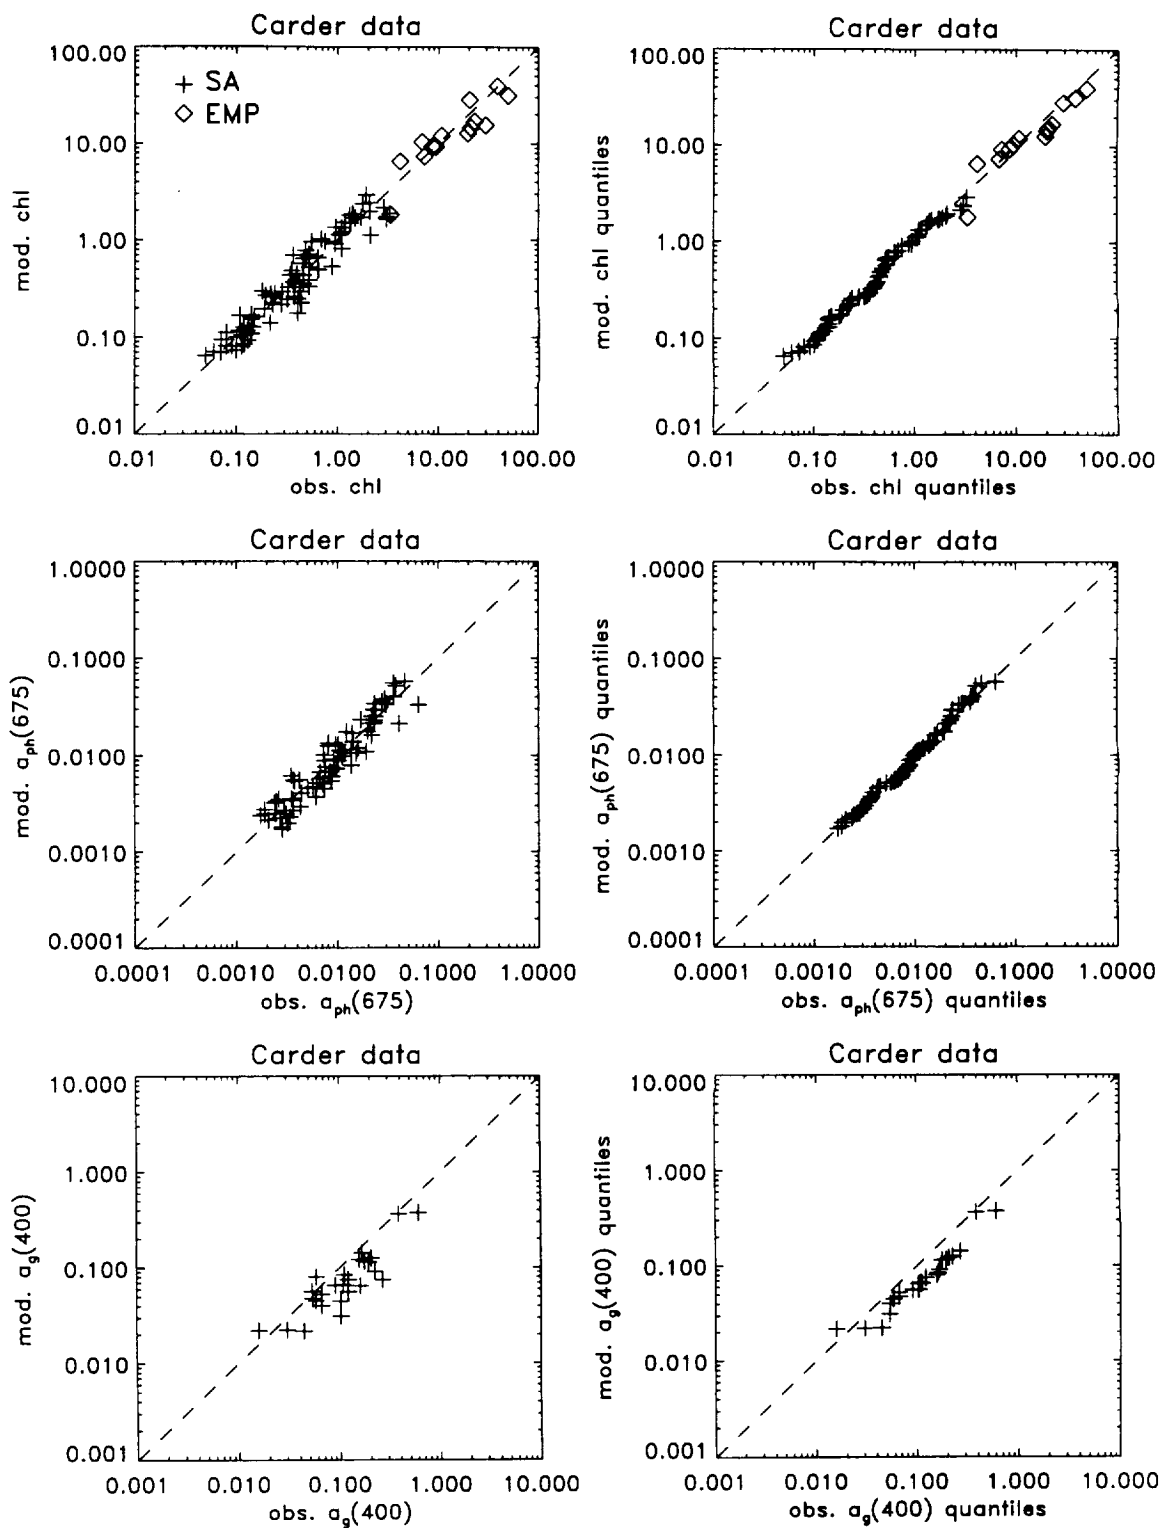 Carder data
100.00
10.00
1.00
0.10
0.01
mod. chl
+ SA
◇ EMP
0.01 0.10 1.00 10.00 100.00
obs. chl
Carder data
100.00
10.00
1.00
0.10
0.01
mod. chl quantiles
0.01 0.10 1.00 10.00 100.00
obs. chl quantiles
Carder data
1.0000
0.1000
0.0100
0.0010
0.0001
mod. aph(675)
0.0001 0.0010 0.0100 0.1000 1.0000
obs. aph(675)
Carder data
1.0000
0.1000
0.0100
0.0010
0.0001
mod. aph(675) quantiles
0.0001 0.0010 0.0100 0.1000 1.0000
obs. aph(675) quantiles
Carder data
10.000
1.000
0.100
0.010
0.001
mod. ag(400)
0.001 0.010 0.100 1.000 10.000
obs. ag(400)
Carder data
10.000
1.000
0.100
0.010
0.001
mod. ag(400) quantiles
0.001 0.010 0.100 1.000 10.000
obs. ag(400) quantiles